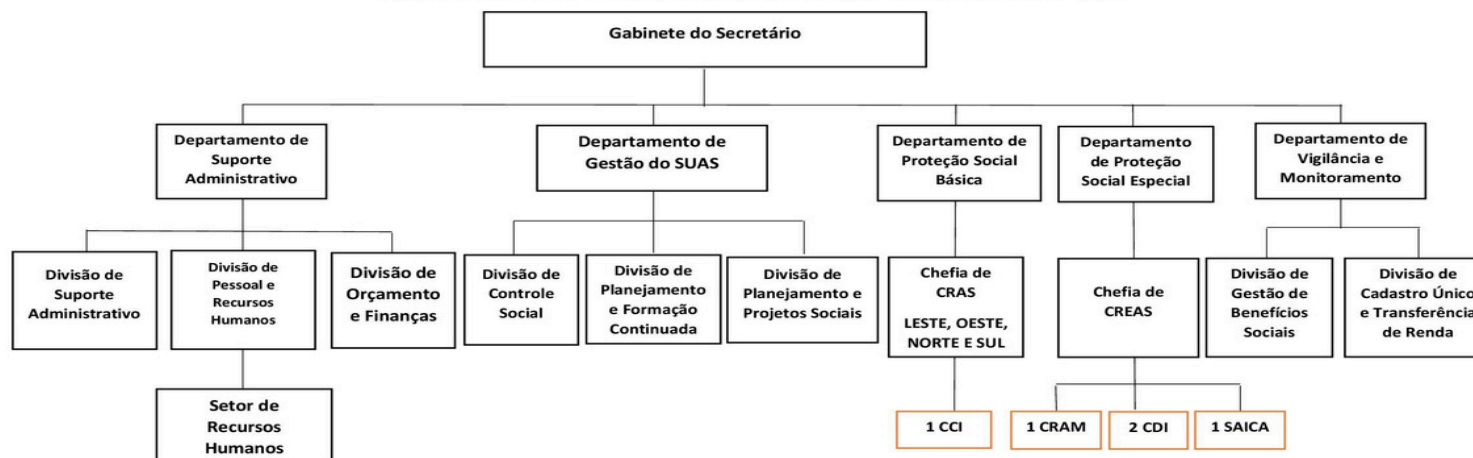 Gabinete do Secretário
Departamento de
Suporte
Administrativo
Departamento de
Gestão do SUAS
Departamento de
Proteção Social
Básica
Departamento
de Proteção
Social Especial
Departamento de
Vigilância e
Monitoramento
Divisão de
Suporte
Administrativo
Divisão de
Pessoal e
Recursos
Humanos
Divisão de
Orçamento
e Finanças
Divisão de
Controle
Social
Divisão de
Planejamento
e Formação
Continuada
Divisão de
Planejamento e
Projetos Sociais
Chefia de
CRAS
LESTE, OESTE,
NORTE E SUL
Chefia de
CREAS
Divisão de
Gestão de
Benefícios
Sociais
Divisão de
Cadastro Único
e Transferência
de Renda
Setor de
Recursos
Humanos
1 CCI
1 CRAM
2 CDI
1 SAICA